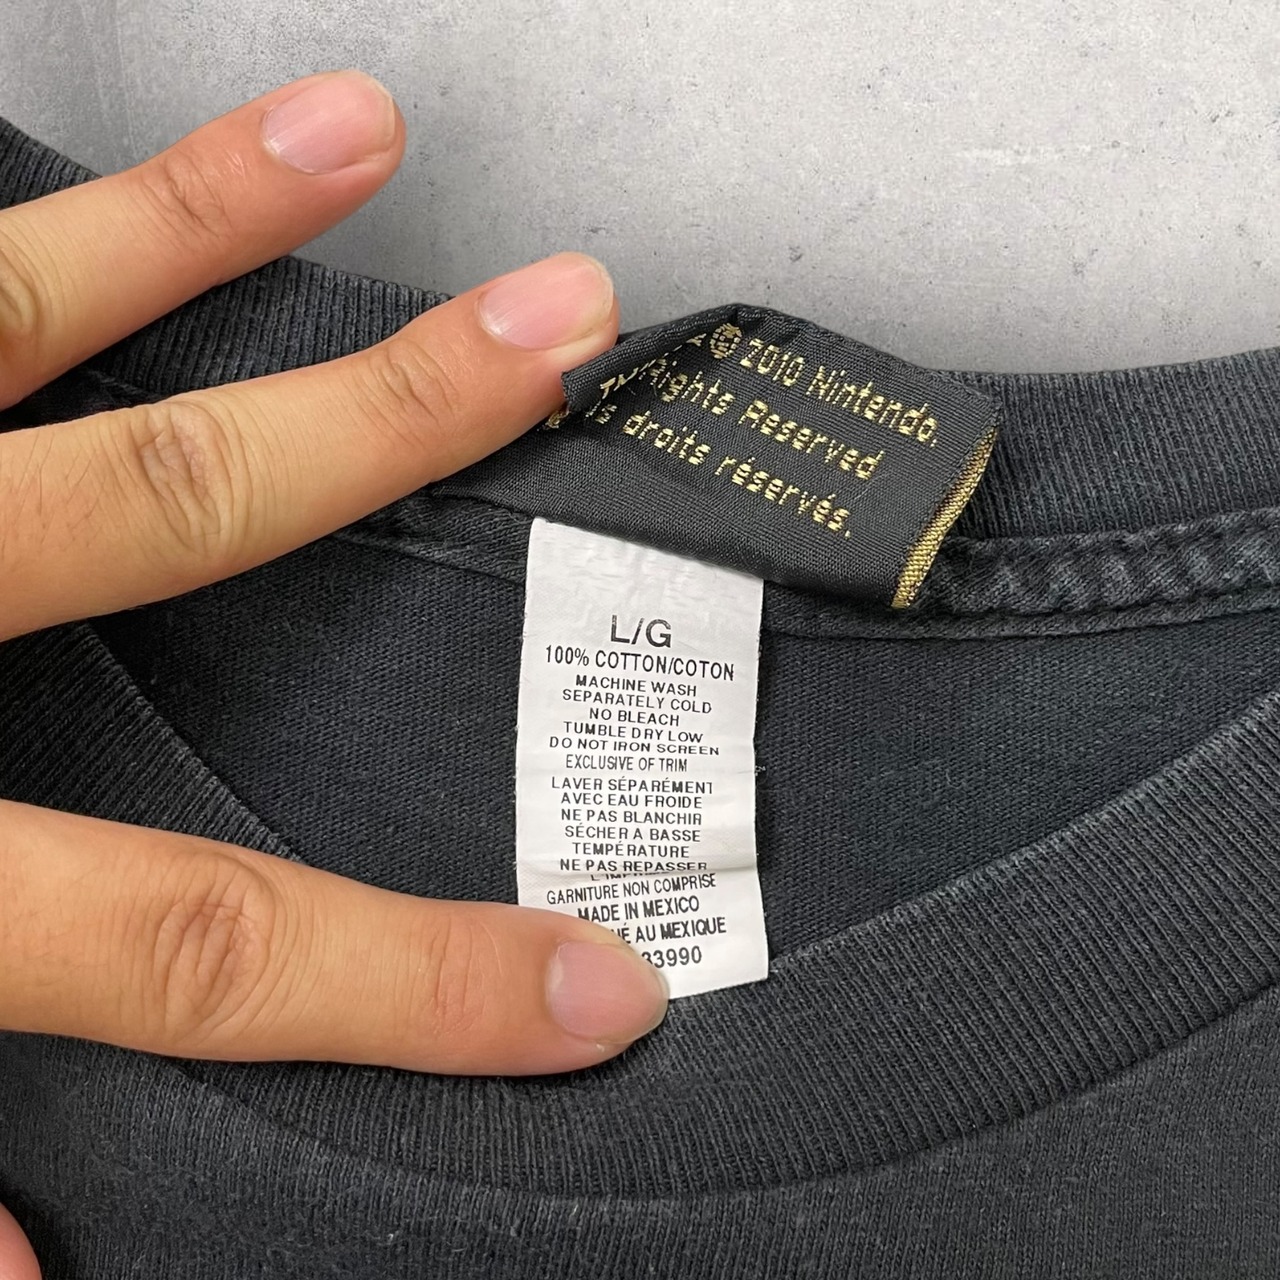 © 2010 Nintendo.
Rights Reserved
droits réservés.
L/G
100% COTTON/COTON
MACHINE WASH
SEPARATELY COLD
NO BLEACH
TUMBLE DRY LOW
DO NOT IRON SCREEN
EXCLUSIVE OF TRIM
LAVER SÉPARÉMENT
AVEC EAU FROIDE
NE PAS BLANCHIR
SÉCHER A BASSE
TEMPÉRATURE
NE PAS REPASSER
GARNITURE NON COMPRISE
MADE IN MEXICO
AU MEXIQUE
33990